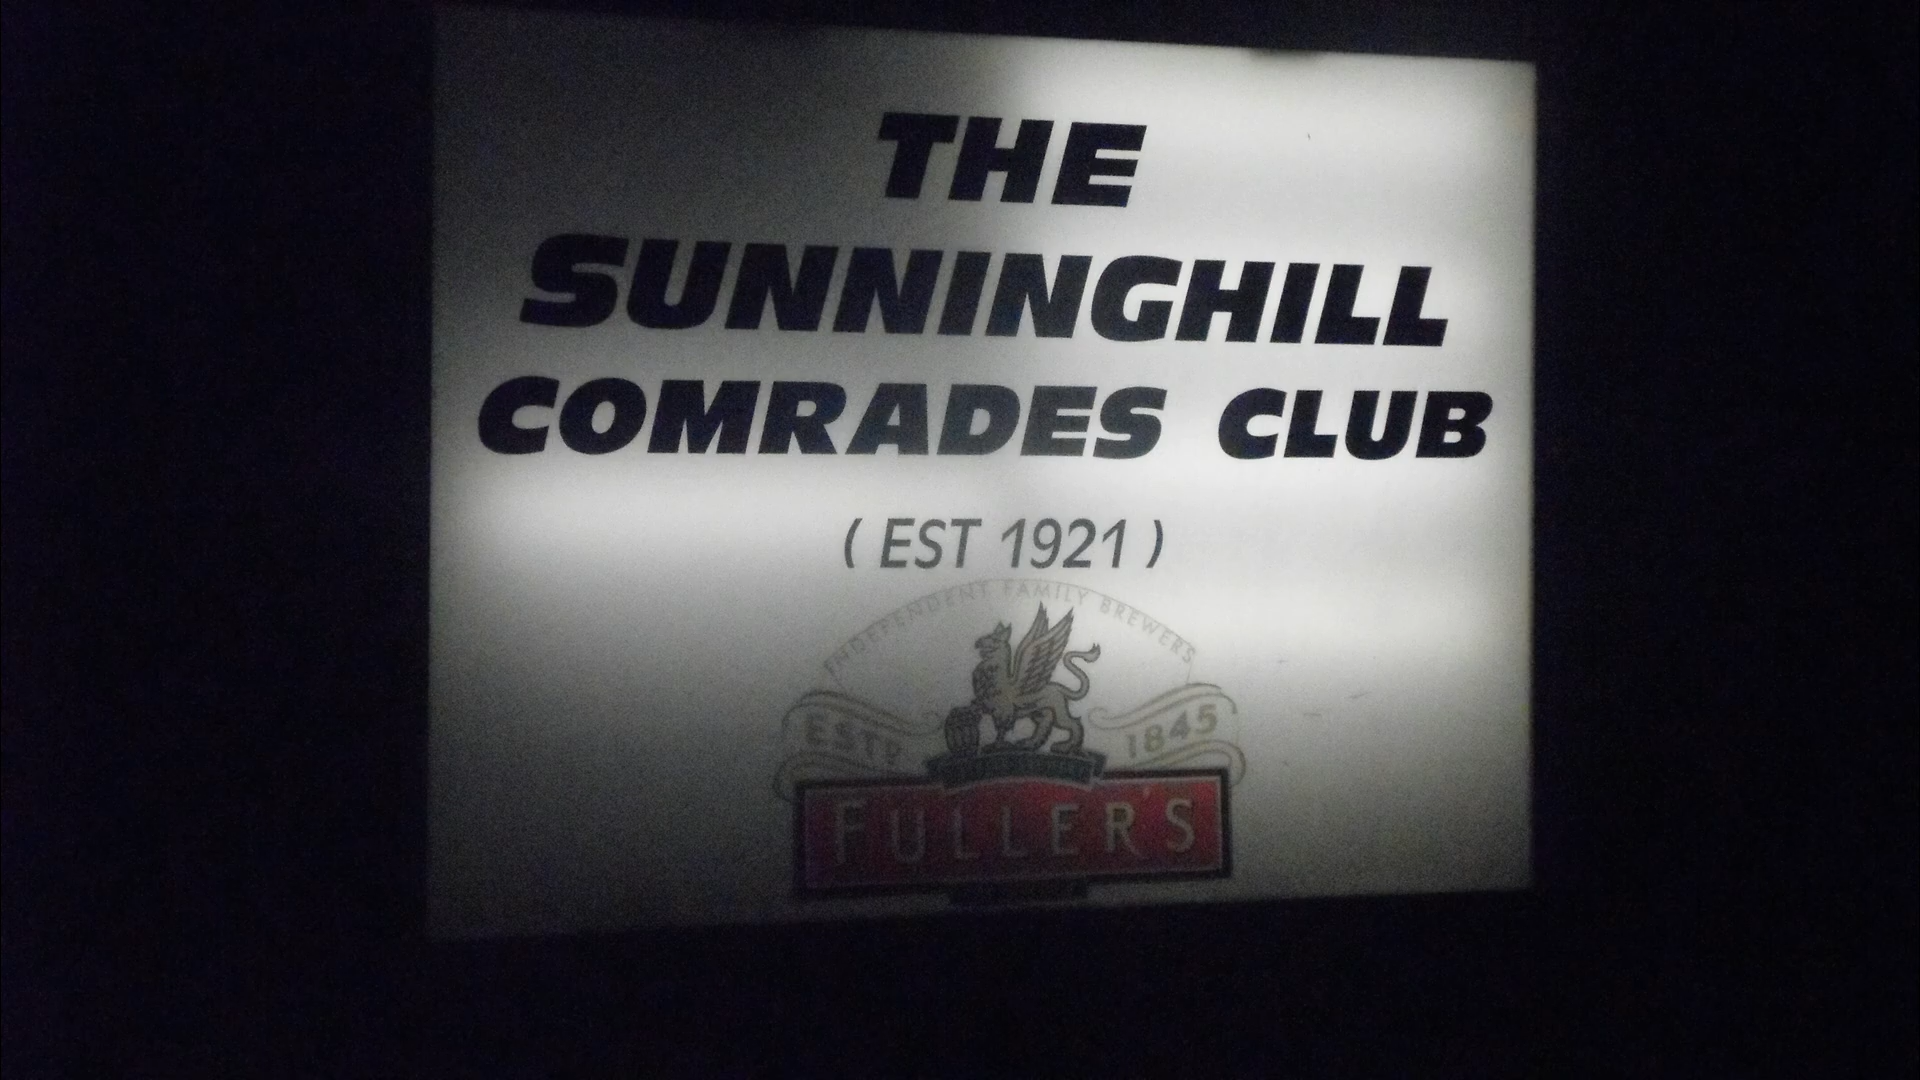 THE
SUNNINGHILL
COMRADES CLUB
( EST 1921 )
INDEPENDENT FAMILY BREWERS
ESTD 1845
FULLER'S